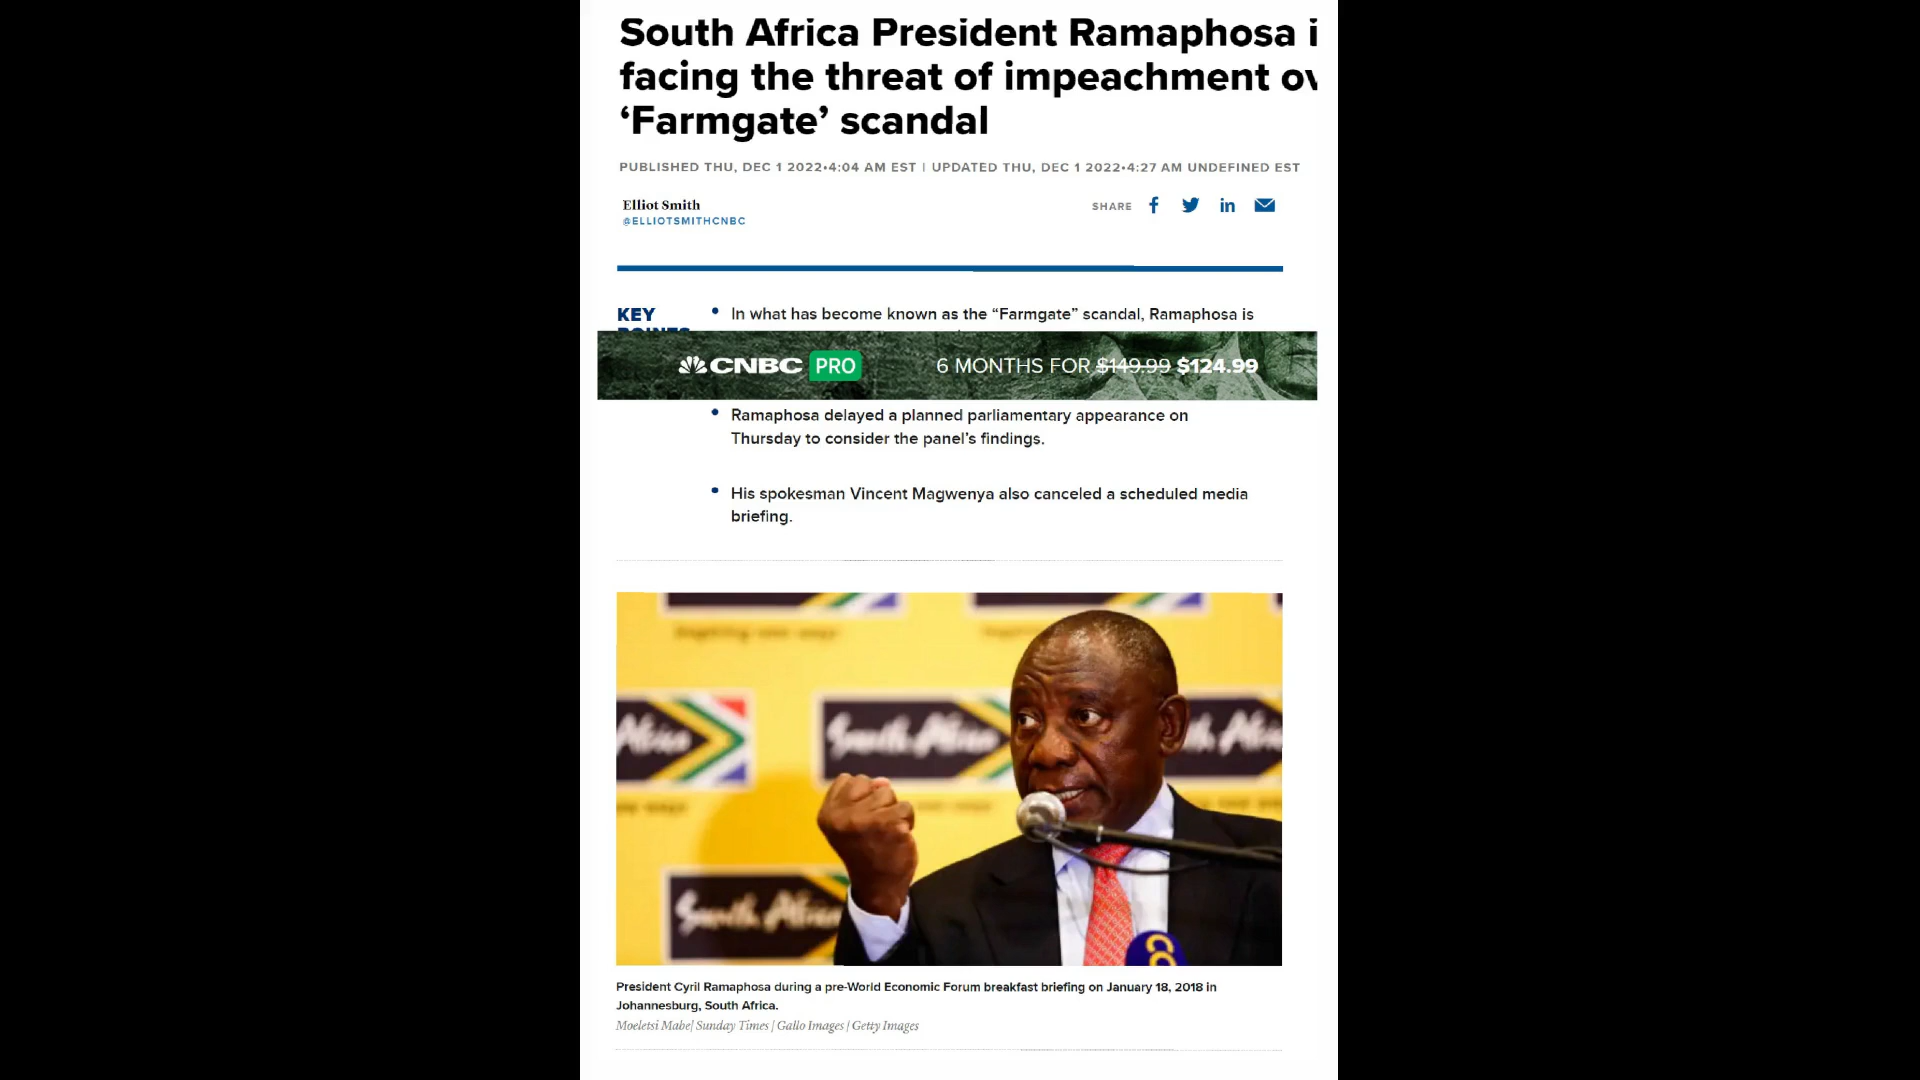 South Africa President Ramaphosa i
facing the threat of impeachment ov
‘Farmgate’ scandal
PUBLISHED THU, DEC 1 2022•4:04 AM EST | UPDATED THU, DEC 1 2022•4:27 AM UNDEFINED EST
Elliot Smith
@ELLIOTSMITHCNBC
SHARE
KEY
POINTS
In what has become known as the “Farmgate” scandal, Ramaphosa is
CNBC PRO 6 MONTHS FOR $149.99 $124.99
Ramaphosa delayed a planned parliamentary appearance on
Thursday to consider the panel’s findings.
His spokesman Vincent Magwenya also canceled a scheduled media
briefing.
Africa South Africa South Africa
South Africa
President Cyril Ramaphosa during a pre-World Economic Forum breakfast briefing on January 18, 2018 in
Johannesburg, South Africa.
Moeletsi Mabe| Sunday Times | Gallo Images | Getty Images